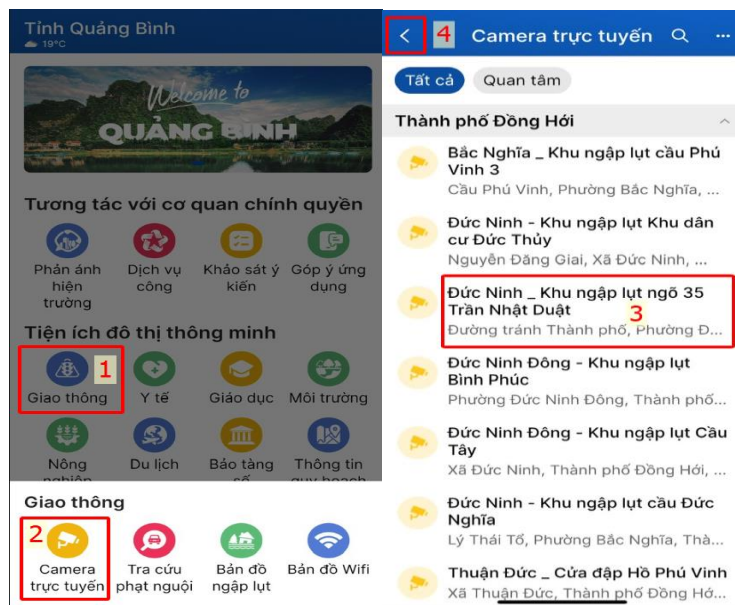 Tỉnh Quảng Bình
19°C
Welcome to
QUẢNG BÌNH
Tương tác với cơ quan chính quyền
Phản ánh hiện trường
Dịch vụ công
Khảo sát ý kiến
Góp ý ứng dụng
Tiện ích đô thị thông minh
1
Giao thông
Y tế
Giáo dục
Môi trường
Nông nghiệp
Du lịch
Bảo tàng số
Thông tin quy hoạch
Giao thông
2
Camera trực tuyến
Tra cứu phạt nguội
Bản đồ ngập lụt
Bản đồ Wifi
4
Camera trực tuyến
Tất cả
Quan tâm
Thành phố Đồng Hới
Bắc Nghĩa _ Khu ngập lụt cầu Phú
Vinh 3
Cầu Phú Vinh, Phường Bắc Nghĩa, ...
Đức Ninh - Khu ngập lụt Khu dân
cư Đức Thủy
Nguyễn Đăng Giai, Xã Đức Ninh, ...
Đức Ninh _ Khu ngập lụt ngõ 35
Trần Nhật Duật
3
Đường tránh Thành phố, Phường Đ...
Đức Ninh Đông - Khu ngập lụt
Bình Phúc
Phường Đức Ninh Đông, Thành phố...
Đức Ninh Đông - Khu ngập lụt Cầu
Tây
Xã Đức Ninh, Thành phố Đồng Hới, ...
Đức Ninh - Khu ngập lụt cầu Đức
Nghĩa
Lý Thái Tổ, Phường Bắc Nghĩa, Thà...
Thuận Đức _ Cửa đập Hồ Phú Vinh
Xã Thuận Đức, Thành phố Đồng Hớ...